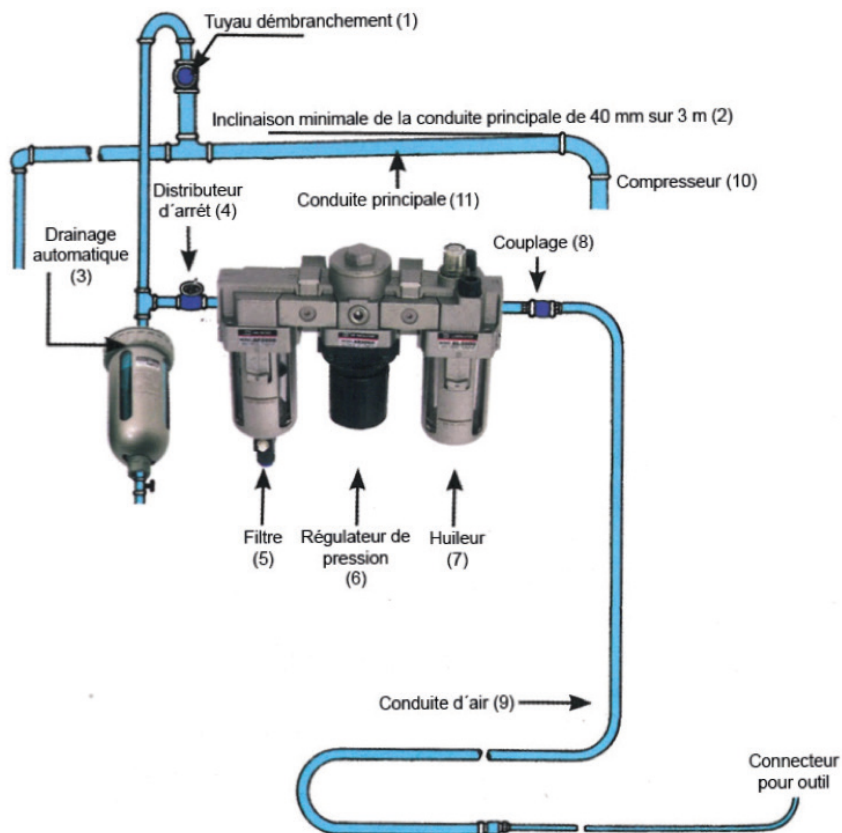 Tuyau démbranchement (1)
Inclinaison minimale de la conduite principale de 40 mm sur 3 m (2)
Distributeur
d´arrét (4)
Conduite principale (11)
Compresseur (10)
Drainage
automatique
(3)
Couplage (8)
Filtre
(5)
Régulateur de
pression
(6)
Huileur
(7)
Conduite d´air (9)
Connecteur
pour outil